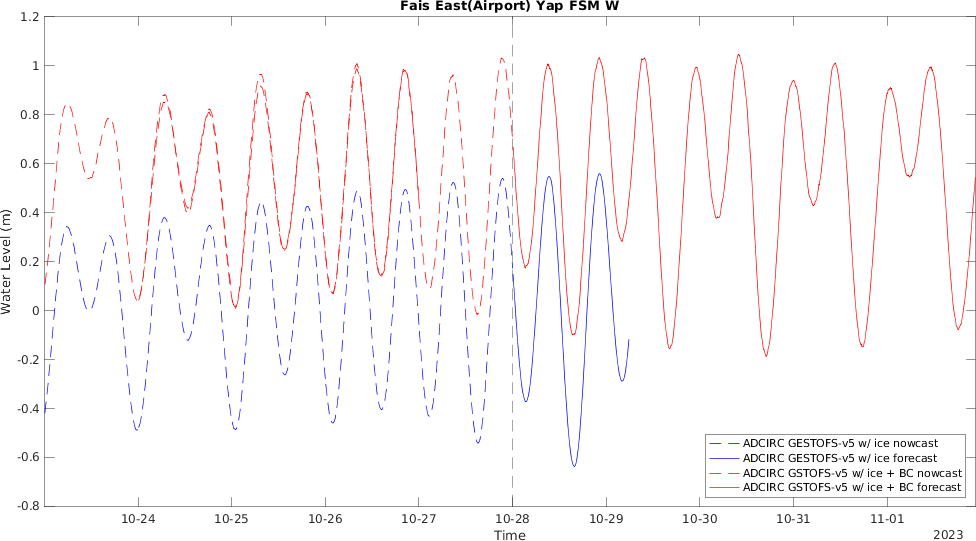 Fais East(Airport) Yap FSM W
1.2
1
0.8
0.6
0.4
0.2
0
-0.2
-0.4
-0.6
-0.8
Water Level (m)
ADCIRC GESTOFS-v5 w/ ice nowcast
ADCIRC GESTOFS-v5 w/ ice forecast
ADCIRC GSTOFS-v5 w/ ice + BC nowcast
ADCIRC GSTOFS-v5 w/ ice + BC forecast
10-24 10-25 10-26 10-27 10-28 10-29 10-30 10-31 11-01
Time
2023